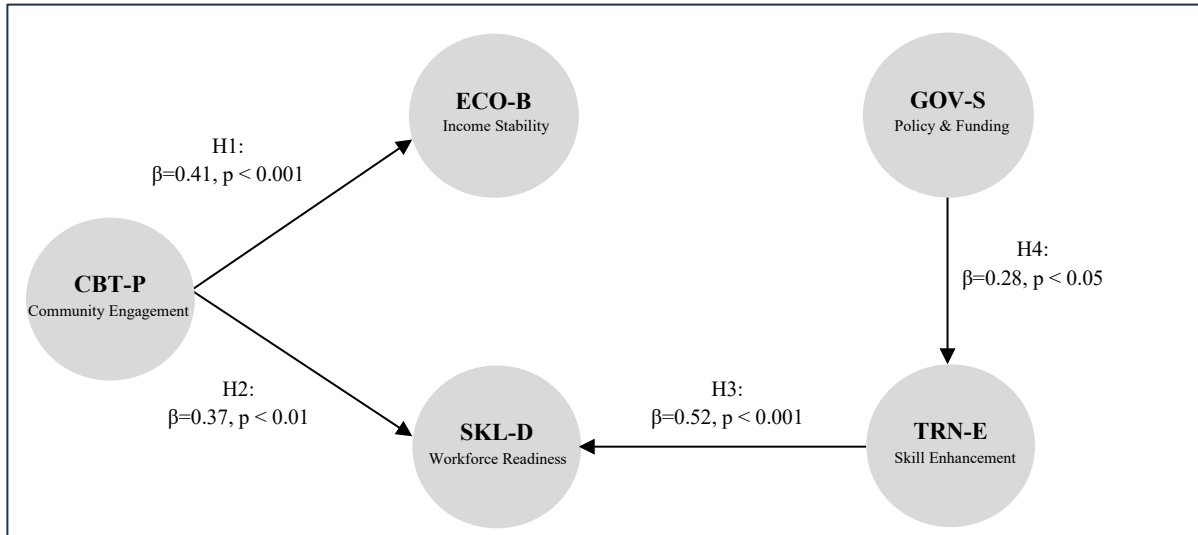 ECO-B
Income Stability
GOV-S
Policy & Funding
H1:
β=0.41, p < 0.001
CBT-P
Community Engagement
H4:
β=0.28, p < 0.05
H2:
β=0.37, p < 0.01
H3:
β=0.52, p < 0.001
SKL-D
Workforce Readiness
TRN-E
Skill Enhancement